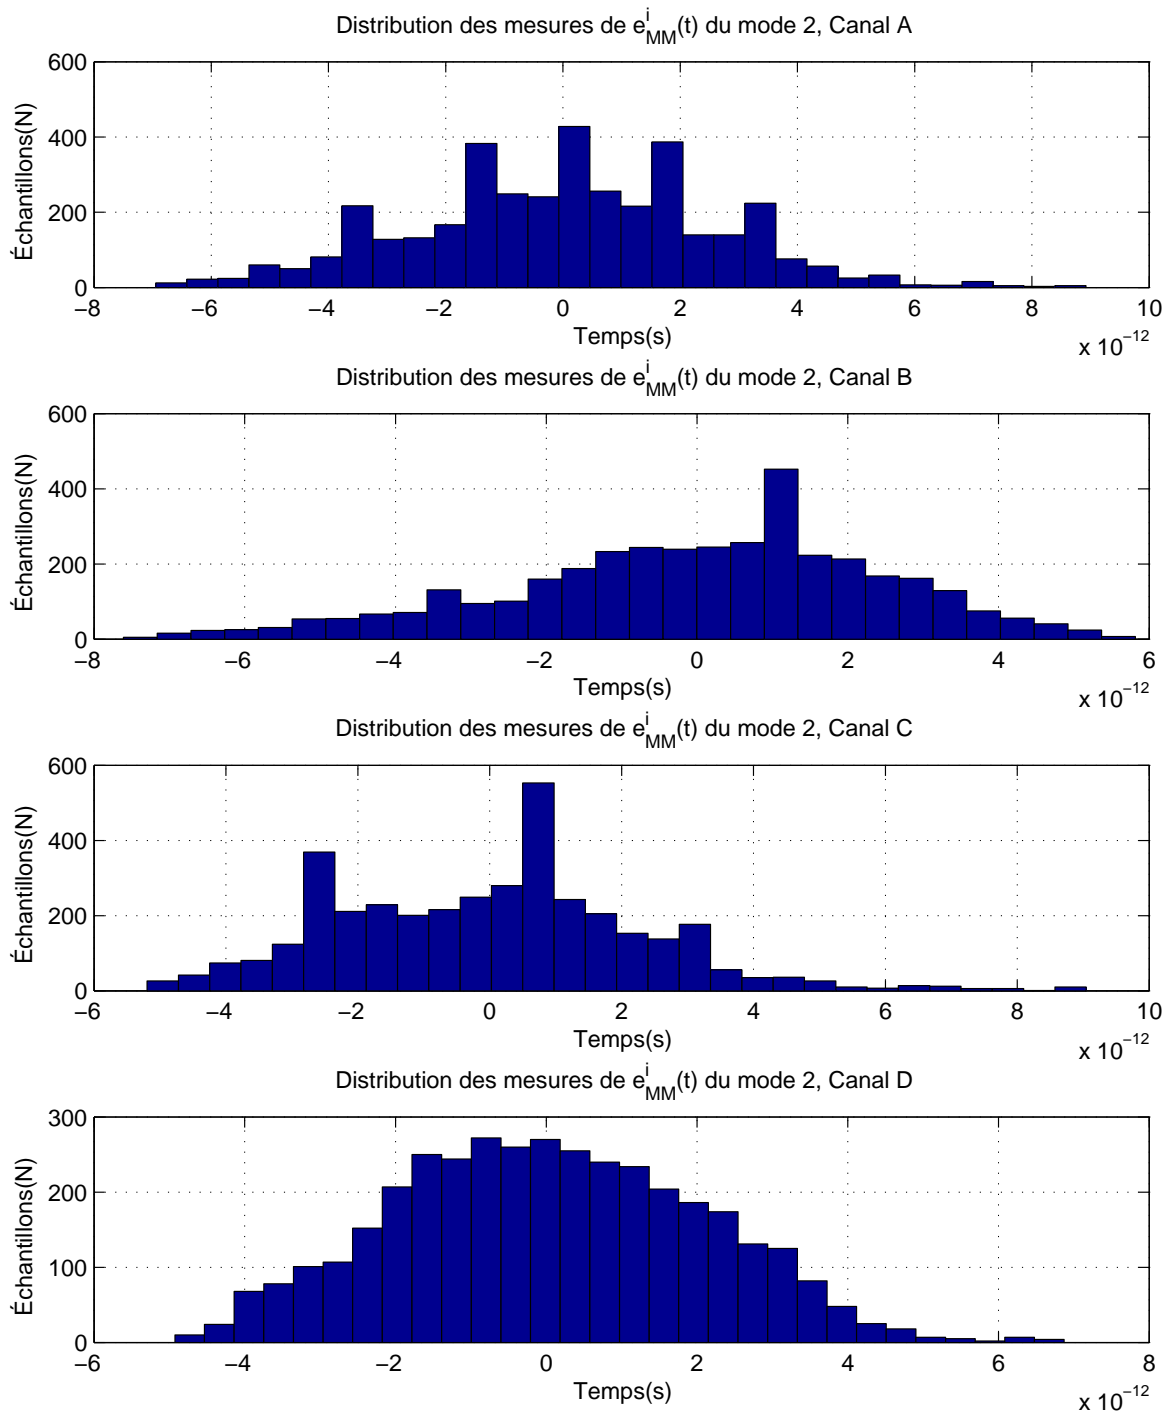 Distribution des mesures de e^i_MM(t) du mode 2, Canal A
600
400
200
0
Échantillons(N)
−8 −6 −4 −2 0 2 4 6 8 10
Temps(s)
x 10^−12
Distribution des mesures de e^i_MM(t) du mode 2, Canal B
600
400
200
0
Échantillons(N)
−8 −6 −4 −2 0 2 4 6
Temps(s)
x 10^−12
Distribution des mesures de e^i_MM(t) du mode 2, Canal C
600
400
200
0
Échantillons(N)
−6 −4 −2 0 2 4 6 8 10
Temps(s)
x 10^−12
Distribution des mesures de e^i_MM(t) du mode 2, Canal D
300
200
100
0
Échantillons(N)
−6 −4 −2 0 2 4 6 8
Temps(s)
x 10^−12